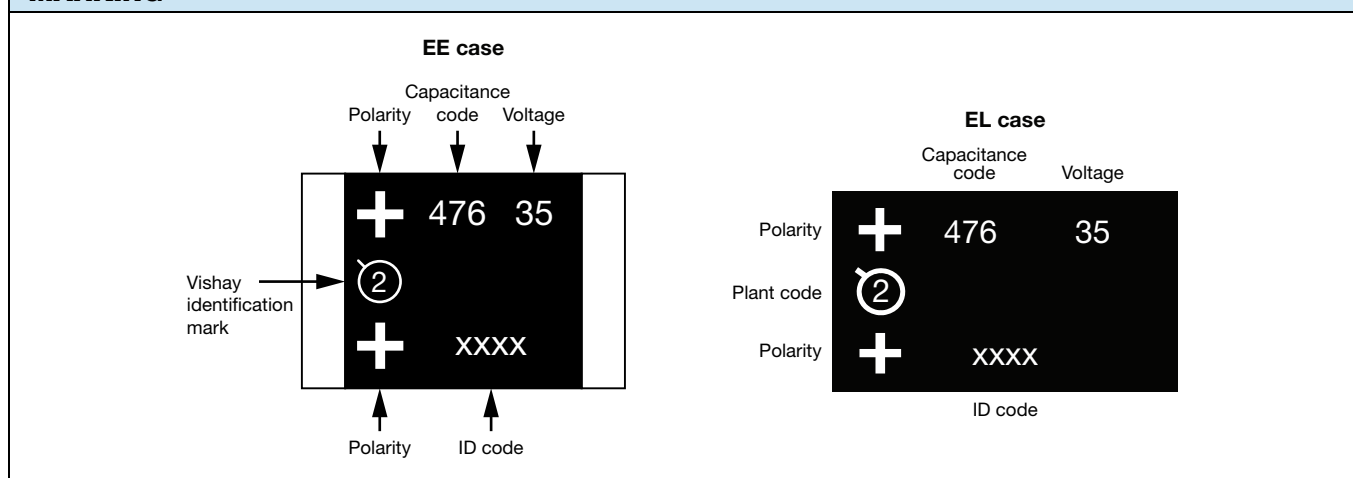 MARKING
EE case
Capacitance
Polarity code Voltage
476 35
Vishay
identification
mark
2
xxxx
Polarity ID code
EL case
Capacitance
code Voltage
Polarity 476 35
Plant code 2
Polarity xxxx
ID code